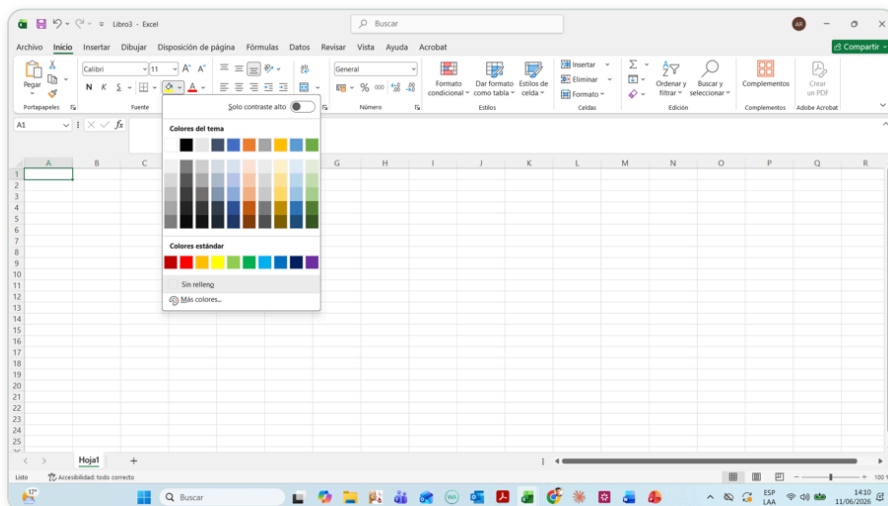 Libro3 - Excel
Buscar
AR
Archivo Inicio Insertar Dibujar Disposición de página Fórmulas Datos Revisar Vista Ayuda Acrobat
Compartir
Pegar
Portapapeles
Calibri 11
N K S
Fuente
General
% 000
Número
Formato condicional
Dar formato como tabla
Estilos de celda
Estilos
Insertar
Eliminar
Formato
Celdas
Ordenar y filtrar
Buscar y seleccionar
Edición
Complementos
Complementos
Crear un PDF
Adobe Acrobat
Solo contraste alto
A1
fx
Colores del tema
Colores estándar
Sin relleno
Más colores...
A B C G H I J K L M N O P Q R
1
2
3
4
5
6
7
8
9
10
11
12
13
14
15
16
17
18
19
20
21
22
23
24
25
Hoja1
Listo Accesibilidad: todo correcto
17°
Buscar
ESP
LAA
14:10
11/06/2026